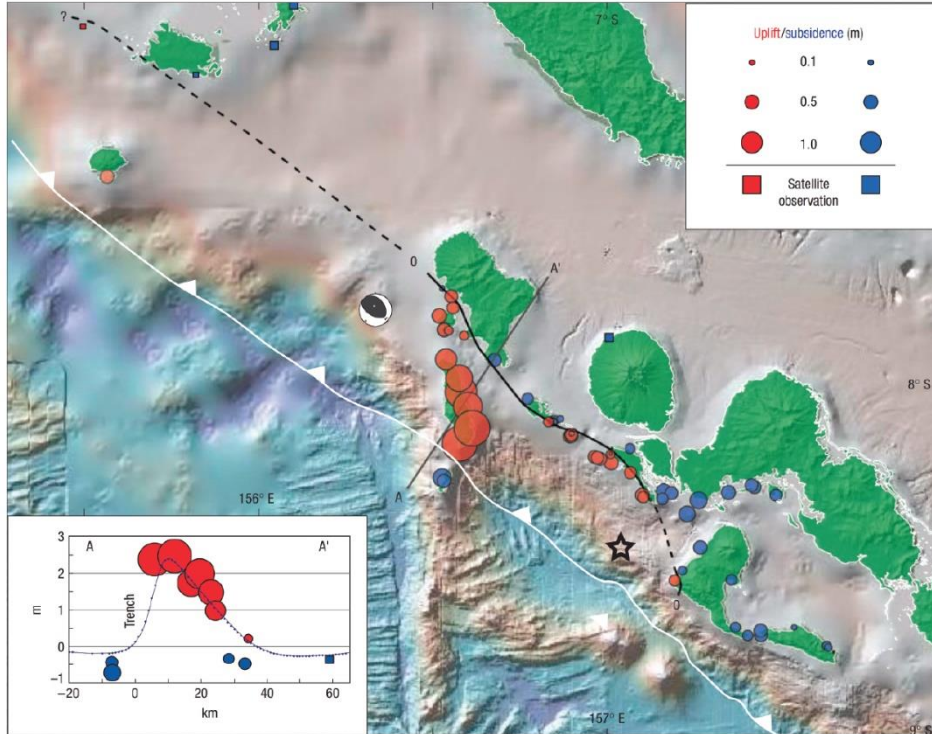 ?
7° S
Uplift/subsidence (m)
0.1
0.5
1.0
Satellite
observation
0
A'
8° S
156° E
A
0
157° E
9° S
A
A'
3
2
1
0
-1
m
Trench
-20
0
20
40
60
km